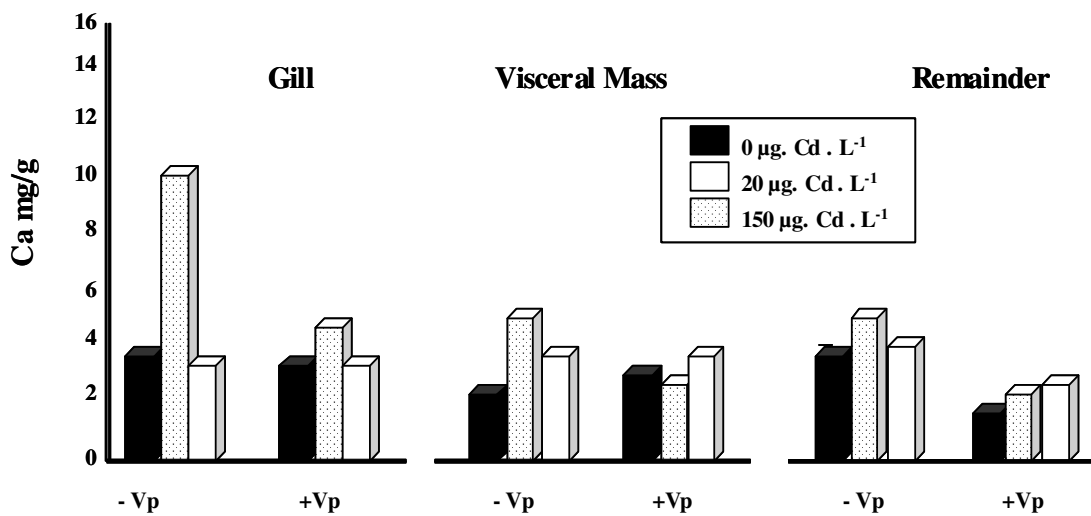 16
14
12
10
8
6
4
2
0
Ca mg/g
Gill
Visceral Mass
Remainder
0 µg. Cd . L⁻¹
20 µg. Cd . L⁻¹
150 µg. Cd . L⁻¹
- Vp
+Vp
- Vp
+Vp
- Vp
+Vp